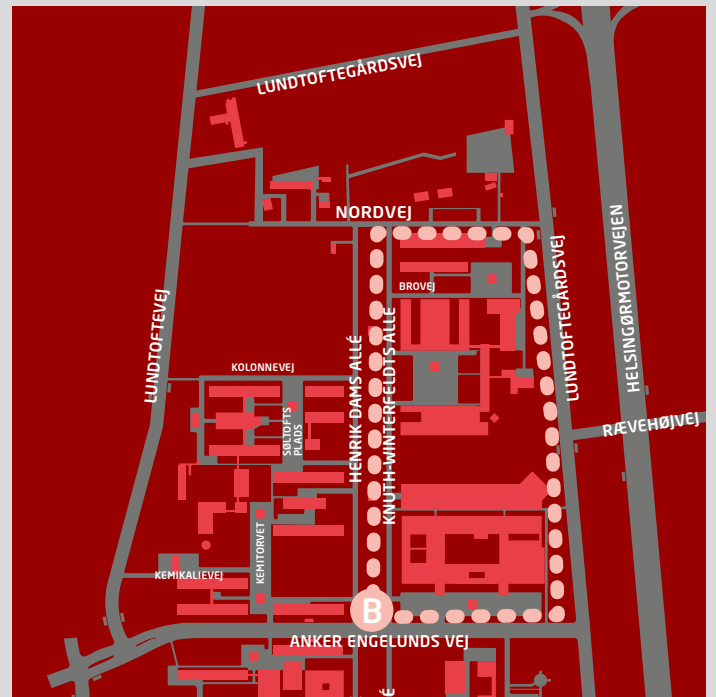 LUNDTOFTEGÅRDSVEJ
NORDVEJ
HELSINGØRMOTORVEJEN
LUNDTOFTEGÅRDSVEJ
BROVEJ
LUNDTOFTEVEJ
HENRIK DAMS ALLÉ
KNUTH-WINTERFELDTS ALLÉ
KOLONNEVEJ
SØLTOFTS
PLADS
RÆVEHØJVEJ
KEMITORVET
KEMIKALIEVEJ
B
ANKER ENGELUNDS VEJ
É